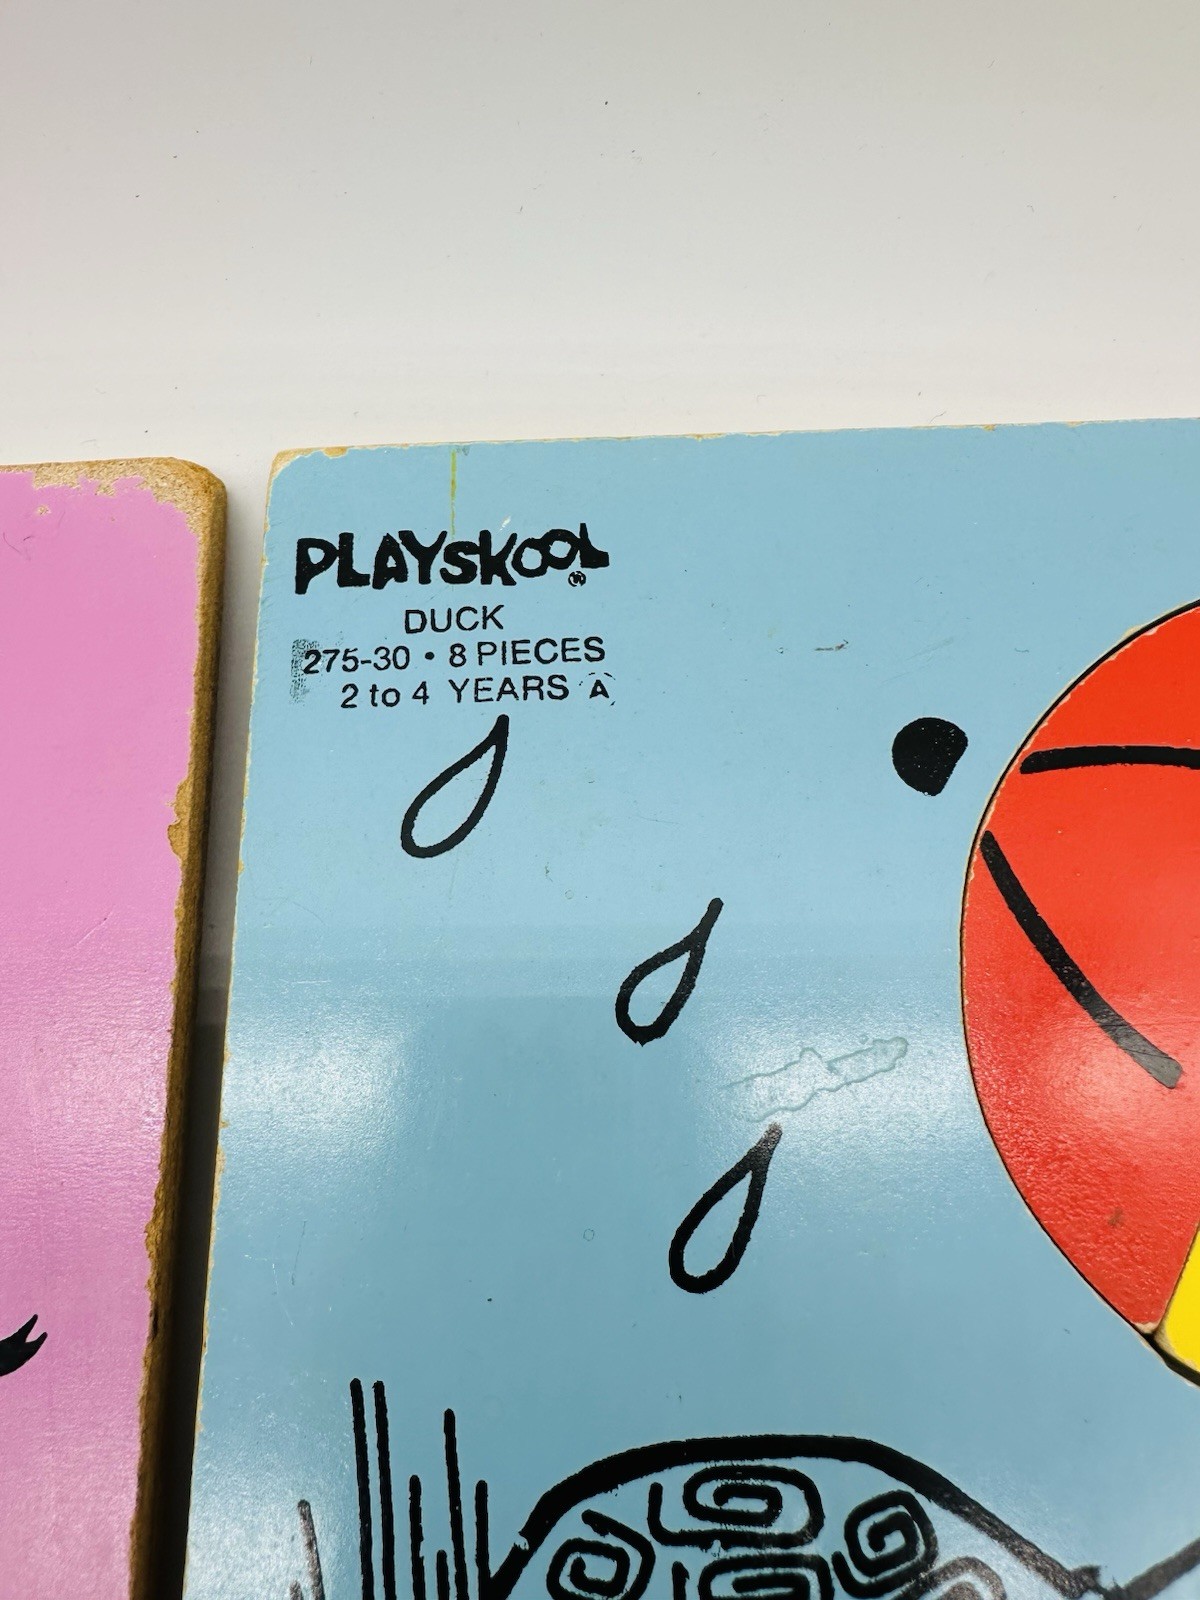 PLAYSKOOL ®
DUCK
275-30 • 8 PIECES
2 to 4 YEARS A